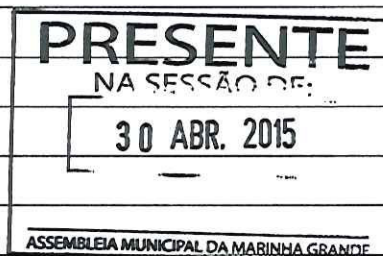 PRESENTE
NA SESSÃO DE:
30 ABR. 2015
ASSEMBLEIA MUNICIPAL DA MARINHA GRANDE